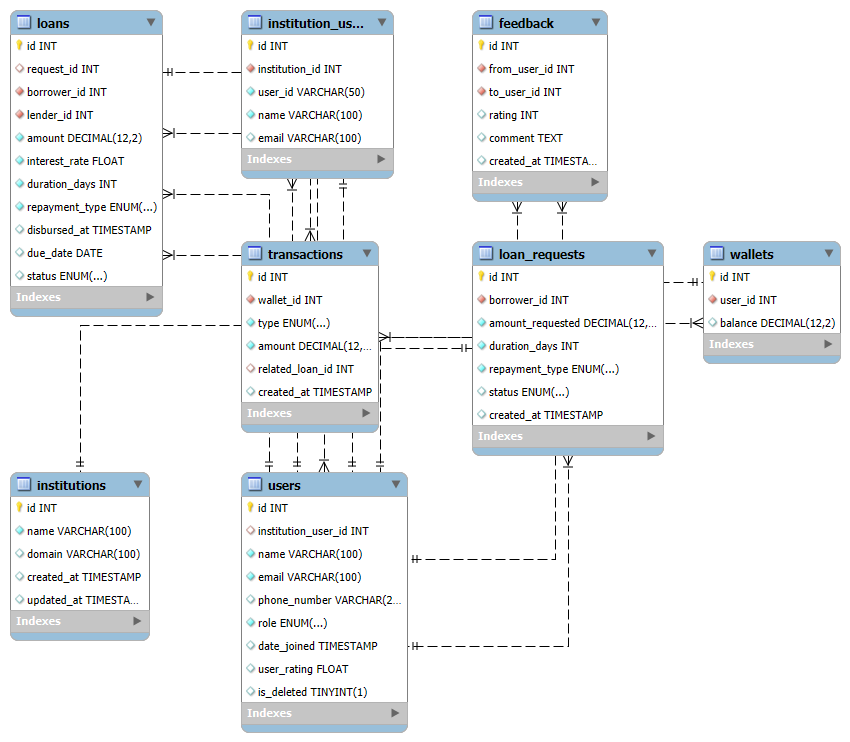 loans
id INT
request_id INT
borrower_id INT
lender_id INT
amount DECIMAL(12,2)
interest_rate FLOAT
duration_days INT
repayment_type ENUM(...)
disbursed_at TIMESTAMP
due_date DATE
status ENUM(...)
Indexes
institution_us...
id INT
institution_id INT
user_id VARCHAR(50)
name VARCHAR(100)
email VARCHAR(100)
Indexes
feedback
id INT
from_user_id INT
to_user_id INT
rating INT
comment TEXT
created_at TIMESTA...
Indexes
transactions
id INT
wallet_id INT
type ENUM(...)
amount DECIMAL(12,...
related_loan_id INT
created_at TIMESTAMP
Indexes
loan_requests
id INT
borrower_id INT
amount_requested DECIMAL(12,...
duration_days INT
repayment_type ENUM(...)
status ENUM(...)
created_at TIMESTAMP
Indexes
wallets
id INT
user_id INT
balance DECIMAL(12,2)
Indexes
institutions
id INT
name VARCHAR(100)
domain VARCHAR(100)
created_at TIMESTAMP
updated_at TIMESTA...
Indexes
users
id INT
institution_user_id INT
name VARCHAR(100)
email VARCHAR(100)
phone_number VARCHAR(2...
role ENUM(...)
date_joined TIMESTAMP
user_rating FLOAT
is_deleted TINYINT(1)
Indexes